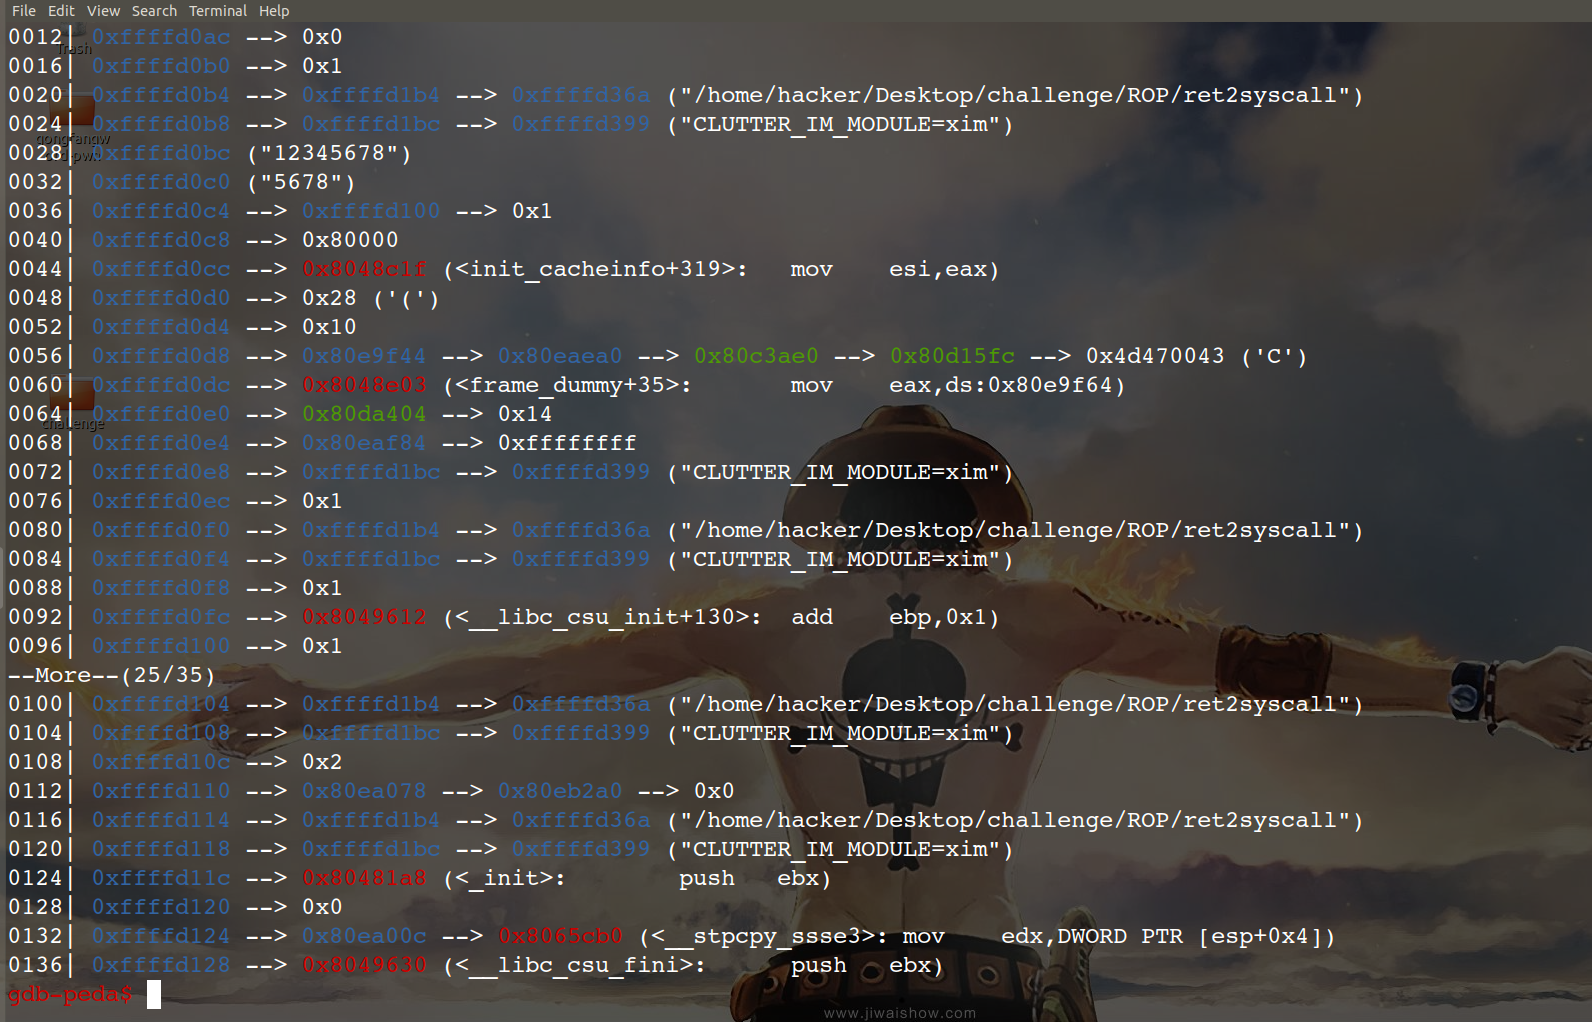 File Edit View Search Terminal Help
0012| 0xffffd0ac --> 0x0
Trash
0016| 0xffffd0b0 --> 0x1
0020| 0xffffd0b4 --> 0xffffd1b4 --> 0xffffd36a ("/home/hacker/Desktop/challenge/ROP/ret2syscall")
0024| 0xffffd0b8 --> 0xffffd1bc --> 0xffffd399 ("CLUTTER_IM_MODULE=xim")
0028| 0xffffd0bc ("12345678")
0032| 0xffffd0c0 ("5678")
0036| 0xffffd0c4 --> 0xffffd100 --> 0x1
0040| 0xffffd0c8 --> 0x80000
0044| 0xffffd0cc --> 0x8048c1f (<init_cacheinfo+319>: mov esi,eax)
0048| 0xffffd0d0 --> 0x28 ('(')
0052| 0xffffd0d4 --> 0x10
0056| 0xffffd0d8 --> 0x80e9f44 --> 0x80eaea0 --> 0x80c3ae0 --> 0x80d15fc --> 0x4d470043 ('C')
0060| 0xffffd0dc --> 0x8048e03 (<frame_dummy+35>: mov eax,ds:0x80e9f64)
0064| 0xffffd0e0 --> 0x80da404 --> 0x14
challenge
0068| 0xffffd0e4 --> 0x80eaf84 --> 0xffffffff
0072| 0xffffd0e8 --> 0xffffd1bc --> 0xffffd399 ("CLUTTER_IM_MODULE=xim")
0076| 0xffffd0ec --> 0x1
0080| 0xffffd0f0 --> 0xffffd1b4 --> 0xffffd36a ("/home/hacker/Desktop/challenge/ROP/ret2syscall")
0084| 0xffffd0f4 --> 0xffffd1bc --> 0xffffd399 ("CLUTTER_IM_MODULE=xim")
0088| 0xffffd0f8 --> 0x1
0092| 0xffffd0fc --> 0x8049612 (<__libc_csu_init+130>: add ebp,0x1)
0096| 0xffffd100 --> 0x1
--More--(25/35)
0100| 0xffffd104 --> 0xffffd1b4 --> 0xffffd36a ("/home/hacker/Desktop/challenge/ROP/ret2syscall")
0104| 0xffffd108 --> 0xffffd1bc --> 0xffffd399 ("CLUTTER_IM_MODULE=xim")
0108| 0xffffd10c --> 0x2
0112| 0xffffd110 --> 0x80ea078 --> 0x80eb2a0 --> 0x0
0116| 0xffffd114 --> 0xffffd1b4 --> 0xffffd36a ("/home/hacker/Desktop/challenge/ROP/ret2syscall")
0120| 0xffffd118 --> 0xffffd1bc --> 0xffffd399 ("CLUTTER_IM_MODULE=xim")
0124| 0xffffd11c --> 0x80481a8 (<_init>: push ebx)
0128| 0xffffd120 --> 0x0
0132| 0xffffd124 --> 0x80ea00c --> 0x8065cb0 (<__stpcpy_ssse3>: mov edx,DWORD PTR [esp+0x4])
0136| 0xffffd128 --> 0x8049630 (<__libc_csu_fini>: push ebx)
gdb-peda$
www.jiwaishow.com